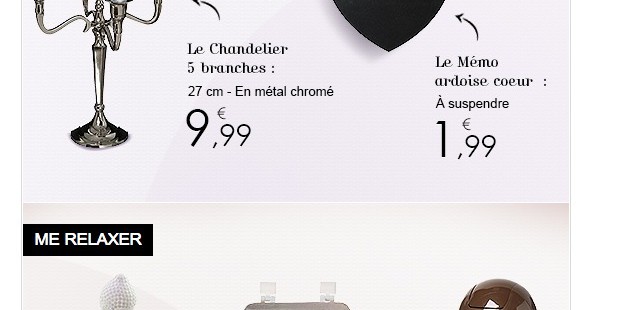 Le Chandelier
5 branches :
27 cm - En métal chromé
9,99 €
Le Mémo
ardoise coeur :
À suspendre
1,99 €
ME RELAXER